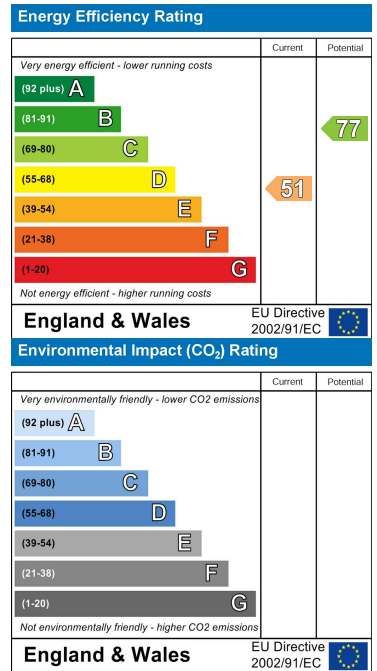 Energy Efficiency Rating
Current Potential
Very energy efficient - lower running costs
(92 plus) A
(81-91) B
77
(69-80) C
(55-68) D
51
(39-54) E
(21-38) F
(1-20) G
Not energy efficient - higher running costs
England & Wales
EU Directive
2002/91/EC
Environmental Impact (CO₂) Rating
Current Potential
Very environmentally friendly - lower CO2 emissions
(92 plus) A
(81-91) B
(69-80) C
(55-68) D
(39-54) E
(21-38) F
(1-20) G
Not environmentally friendly - higher CO2 emissions
England & Wales
EU Directive
2002/91/EC